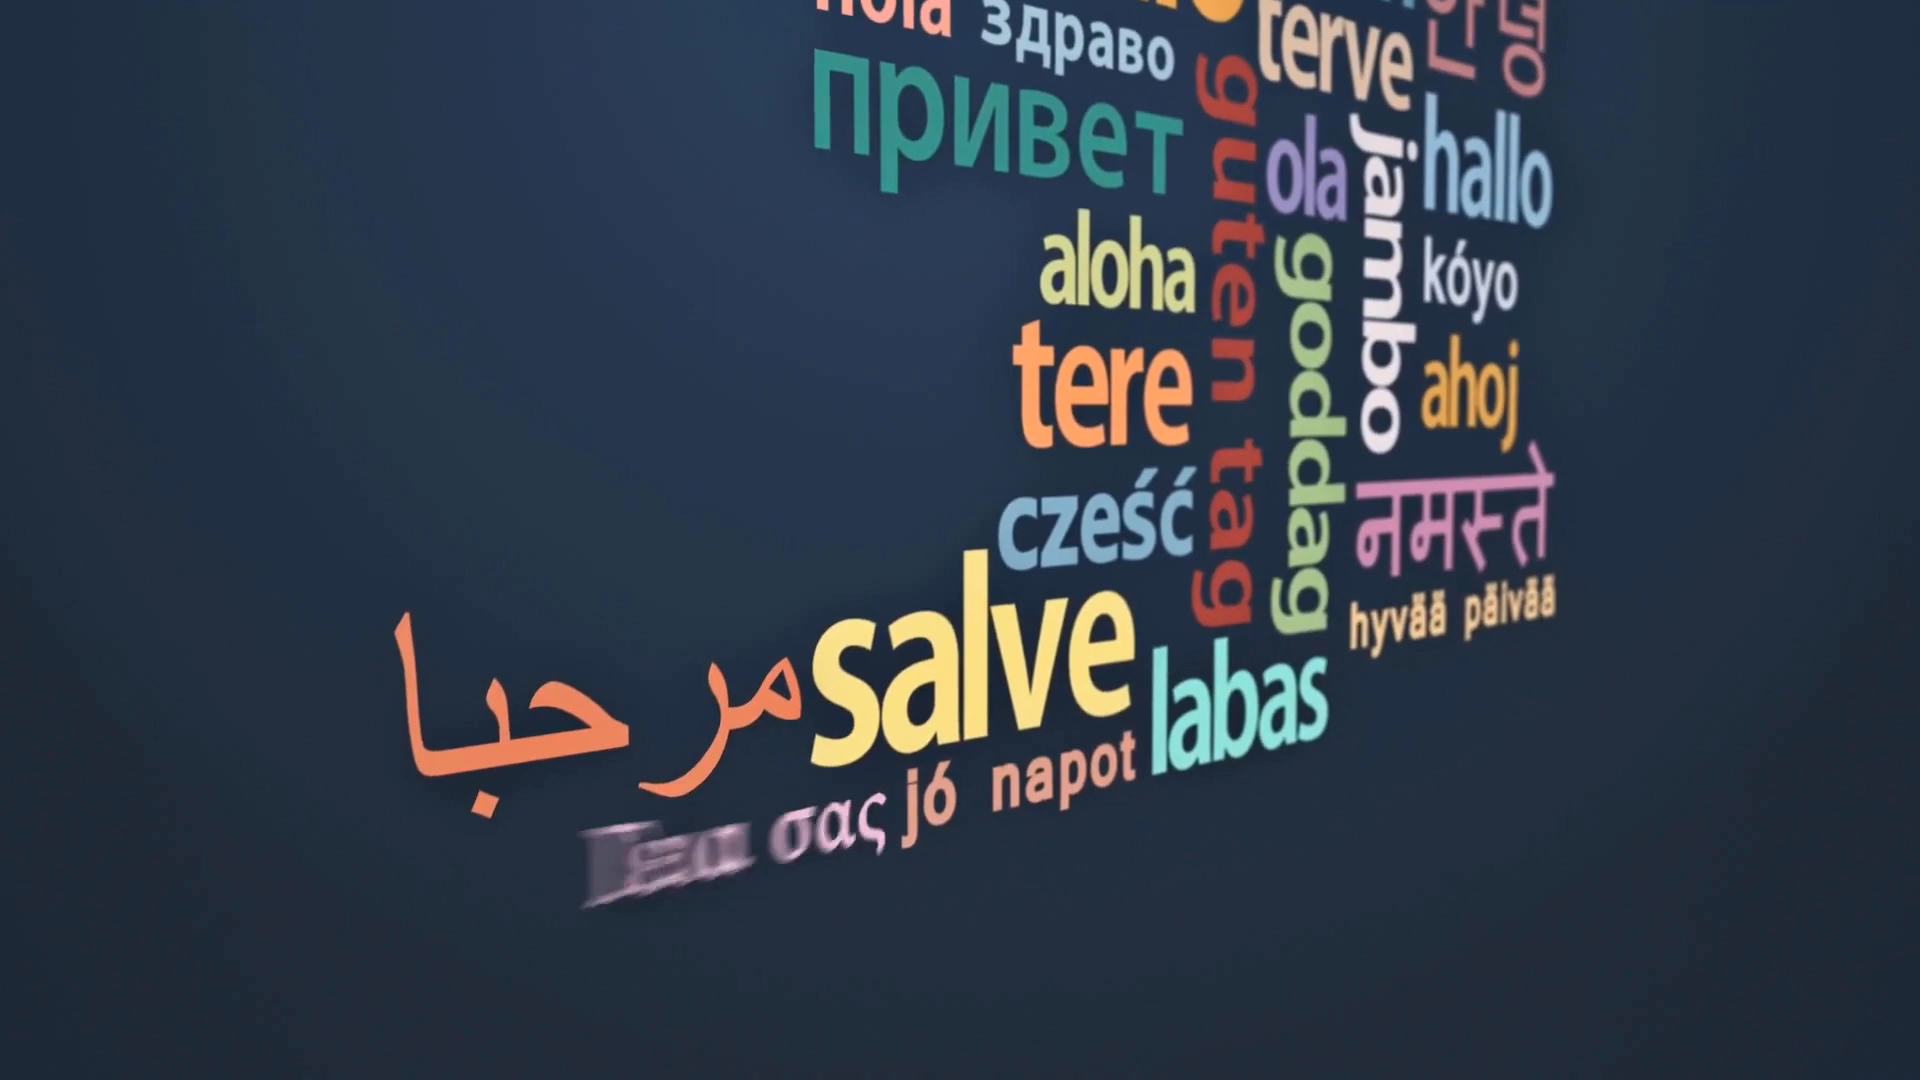 hola
здраво
terve
привет
guten tag
ola
jambo
hallo
aloha
goddag
kóyo
tere
ahoj
cześć
नमस्ते
hyvää päivää
salve
مرحبا
labas
jó napot
σας